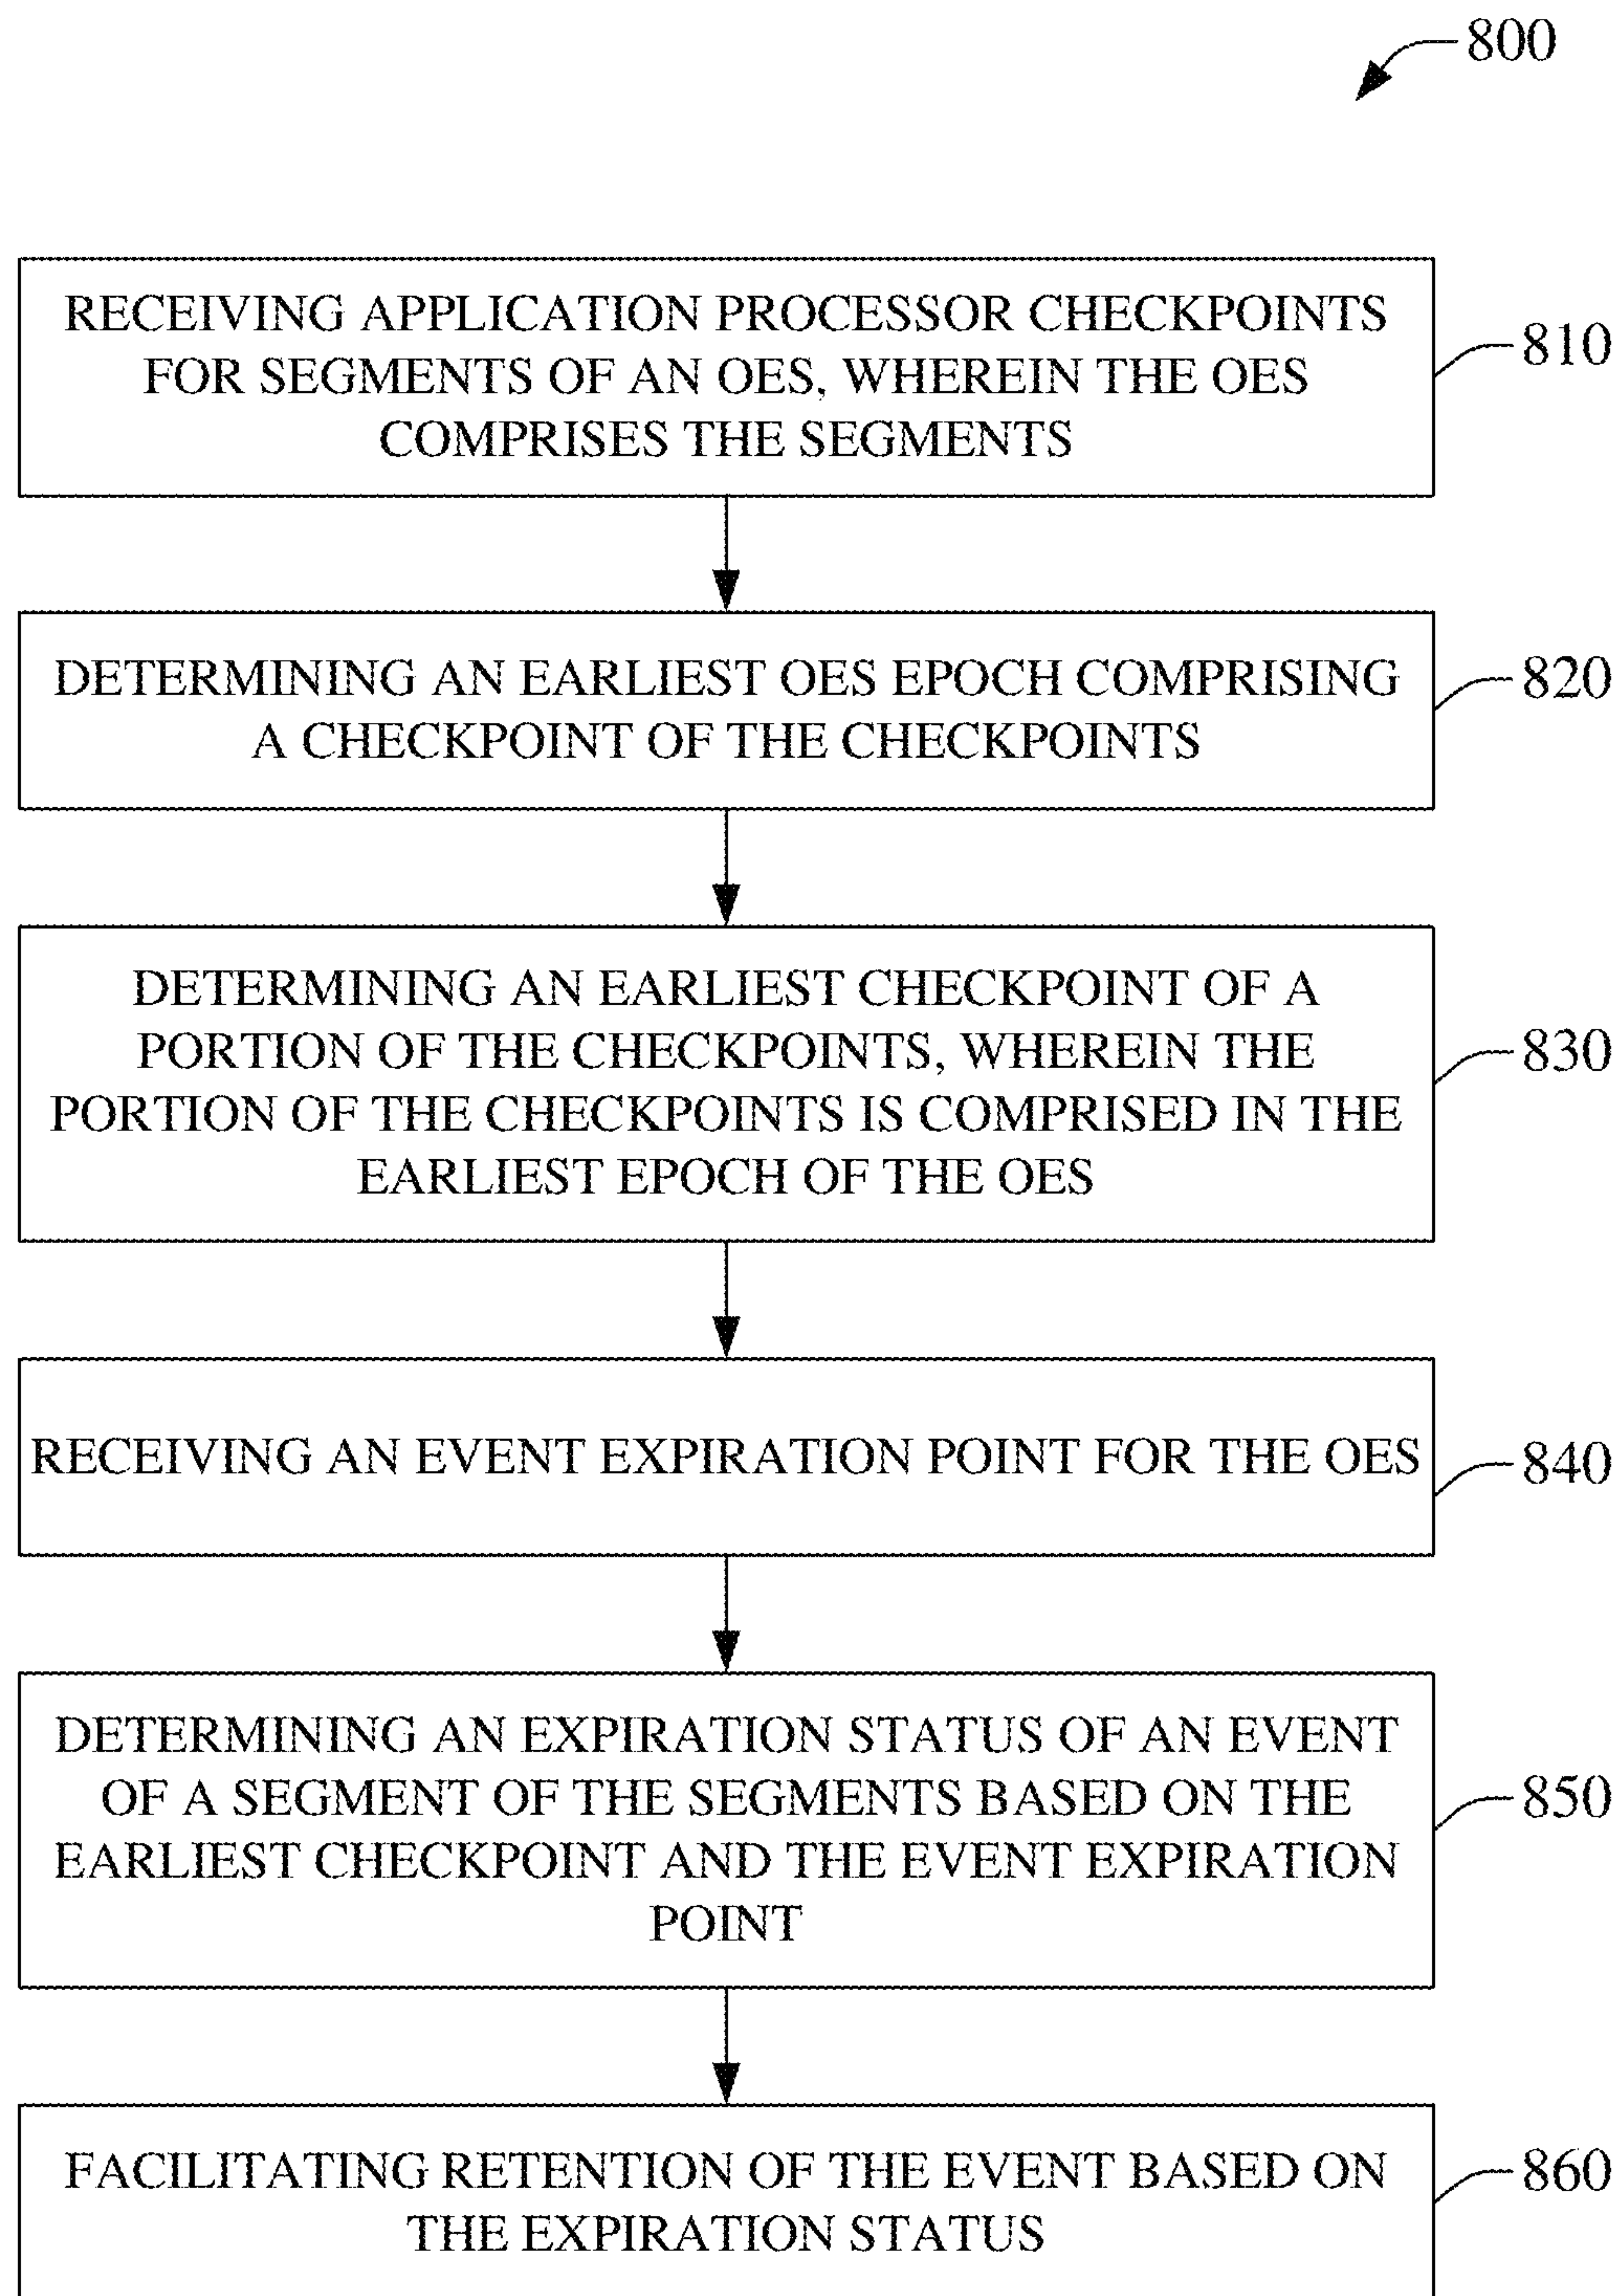 800
RECEIVING APPLICATION PROCESSOR CHECKPOINTS
FOR SEGMENTS OF AN OES, WHEREIN THE OES
COMPRISES THE SEGMENTS
810
DETERMINING AN EARLIEST OES EPOCH COMPRISING
A CHECKPOINT OF THE CHECKPOINTS
820
DETERMINING AN EARLIEST CHECKPOINT OF A
PORTION OF THE CHECKPOINTS, WHEREIN THE
PORTION OF THE CHECKPOINTS IS COMPRISED IN THE
EARLIEST EPOCH OF THE OES
830
RECEIVING AN EVENT EXPIRATION POINT FOR THE OES
840
DETERMINING AN EXPIRATION STATUS OF AN EVENT
OF A SEGMENT OF THE SEGMENTS BASED ON THE
EARLIEST CHECKPOINT AND THE EVENT EXPIRATION
POINT
850
FACILITATING RETENTION OF THE EVENT BASED ON
THE EXPIRATION STATUS
860